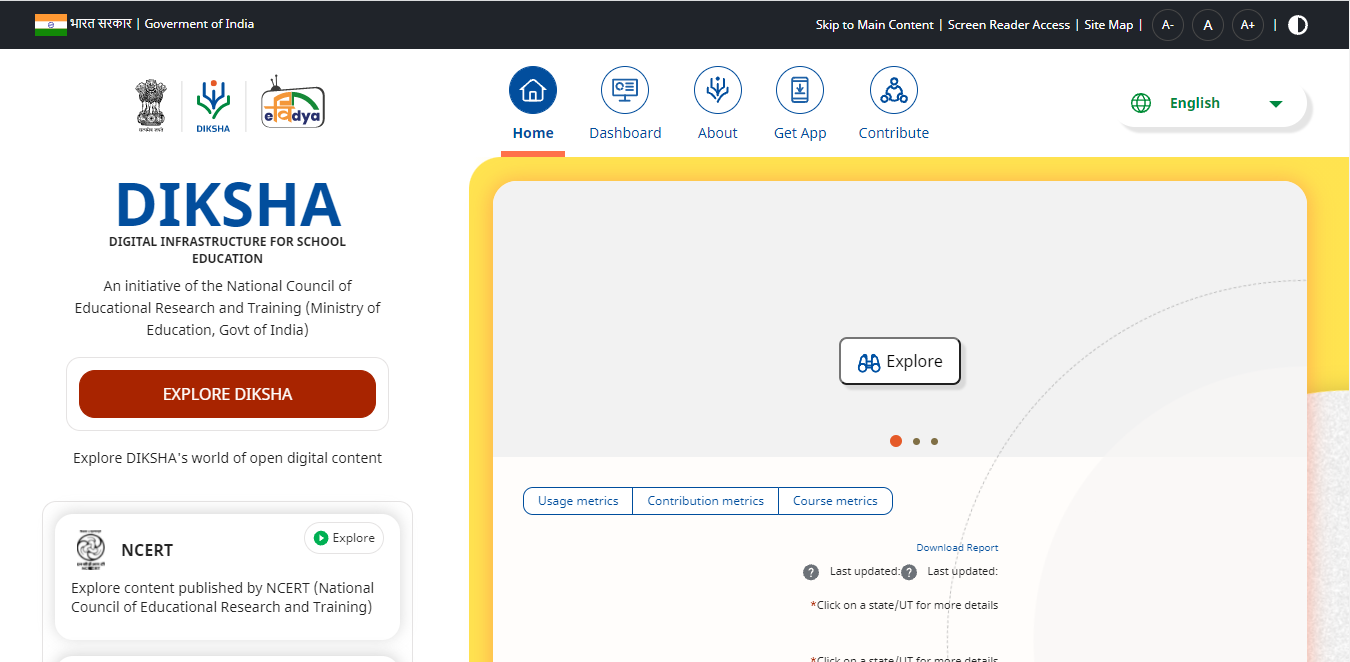 भारत सरकार | Goverment of India
Skip to Main Content | Screen Reader Access | Site Map | A- A A+ |
DIKSHA
eVidya
Home
Dashboard
About
Get App
Contribute
English
DIKSHA
DIGITAL INFRASTRUCTURE FOR SCHOOL
EDUCATION
An initiative of the National Council of
Educational Research and Training (Ministry of
Education, Govt of India)
EXPLORE DIKSHA
Explore DIKSHA's world of open digital content
NCERT
Explore
Explore content published by NCERT (National
Council of Educational Research and Training)
Explore
Usage metrics
Contribution metrics
Course metrics
Download Report
? Last updated: ? Last updated:
*Click on a state/UT for more details
*Click on a state/UT for more details